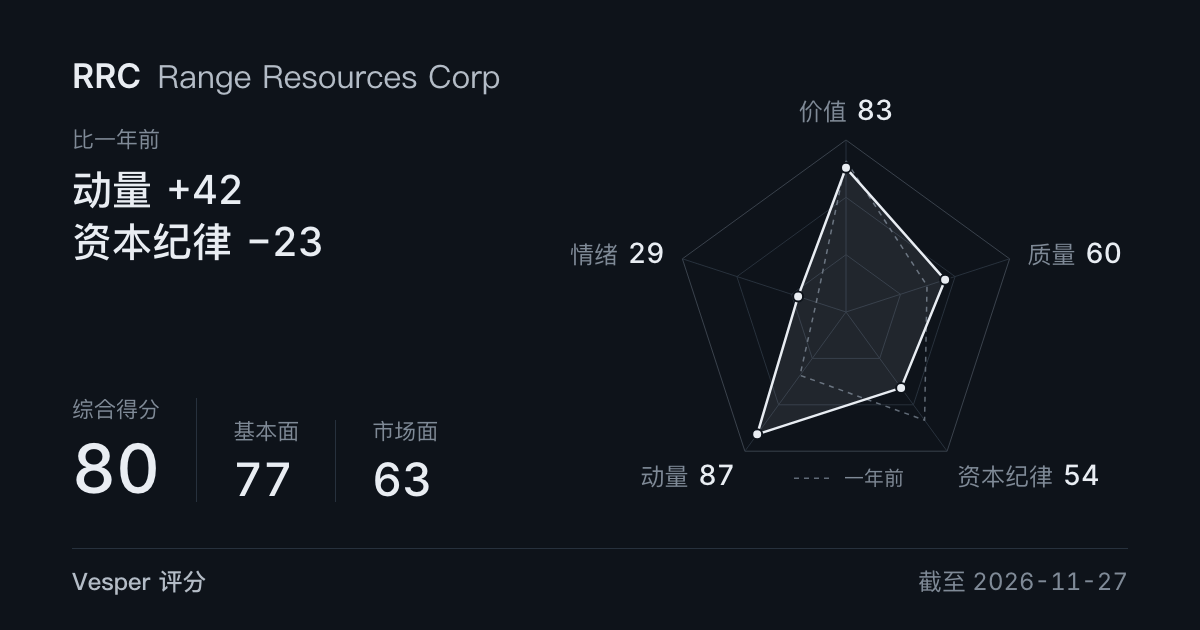 RRC Range Resources Corp
比一年前
动量 +42
资本纪律 −23
价值 83
情绪 29
质量 60
动量 87
一年前
资本纪律 54
综合得分
80
基本面
77
市场面
63
Vesper 评分
截至 2026-11-27